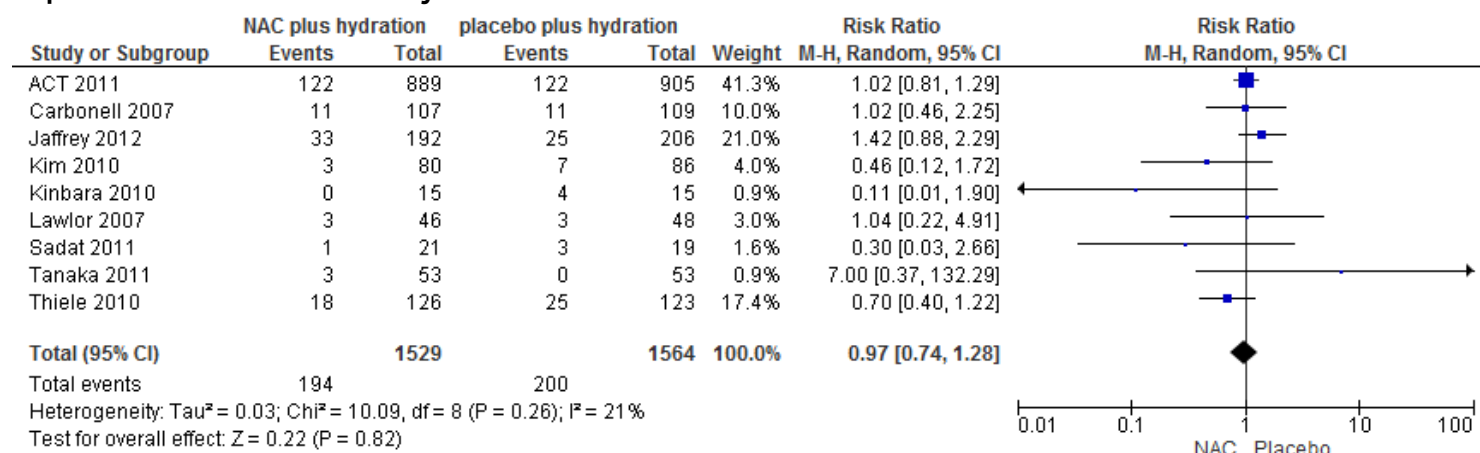 NAC plus hydration placebo plus hydration Risk Ratio Risk Ratio
Study or Subgroup Events Total Events Total Weight M-H, Random, 95% CI M-H, Random, 95% CI
ACT 2011 122 889 122 905 41.3% 1.02 [0.81, 1.29]
Carbonell 2007 11 107 11 109 10.0% 1.02 [0.46, 2.25]
Jaffrey 2012 33 192 25 206 21.0% 1.42 [0.88, 2.29]
Kim 2010 3 80 7 86 4.0% 0.46 [0.12, 1.72]
Kinbara 2010 0 15 4 15 0.9% 0.11 [0.01, 1.90]
Lawlor 2007 3 46 3 48 3.0% 1.04 [0.22, 4.91]
Sadat 2011 1 21 3 19 1.6% 0.30 [0.03, 2.66]
Tanaka 2011 3 53 0 53 0.9% 7.00 [0.37, 132.29]
Thiele 2010 18 126 25 123 17.4% 0.70 [0.40, 1.22]
Total (95% CI) 1529 1564 100.0% 0.97 [0.74, 1.28]
Total events 194 200
Heterogeneity: Tau² = 0.03; Chi² = 10.09, df = 8 (P = 0.26); I² = 21%
Test for overall effect: Z = 0.22 (P = 0.82)
0.01 0.1 1 10 100
NAC Placebo